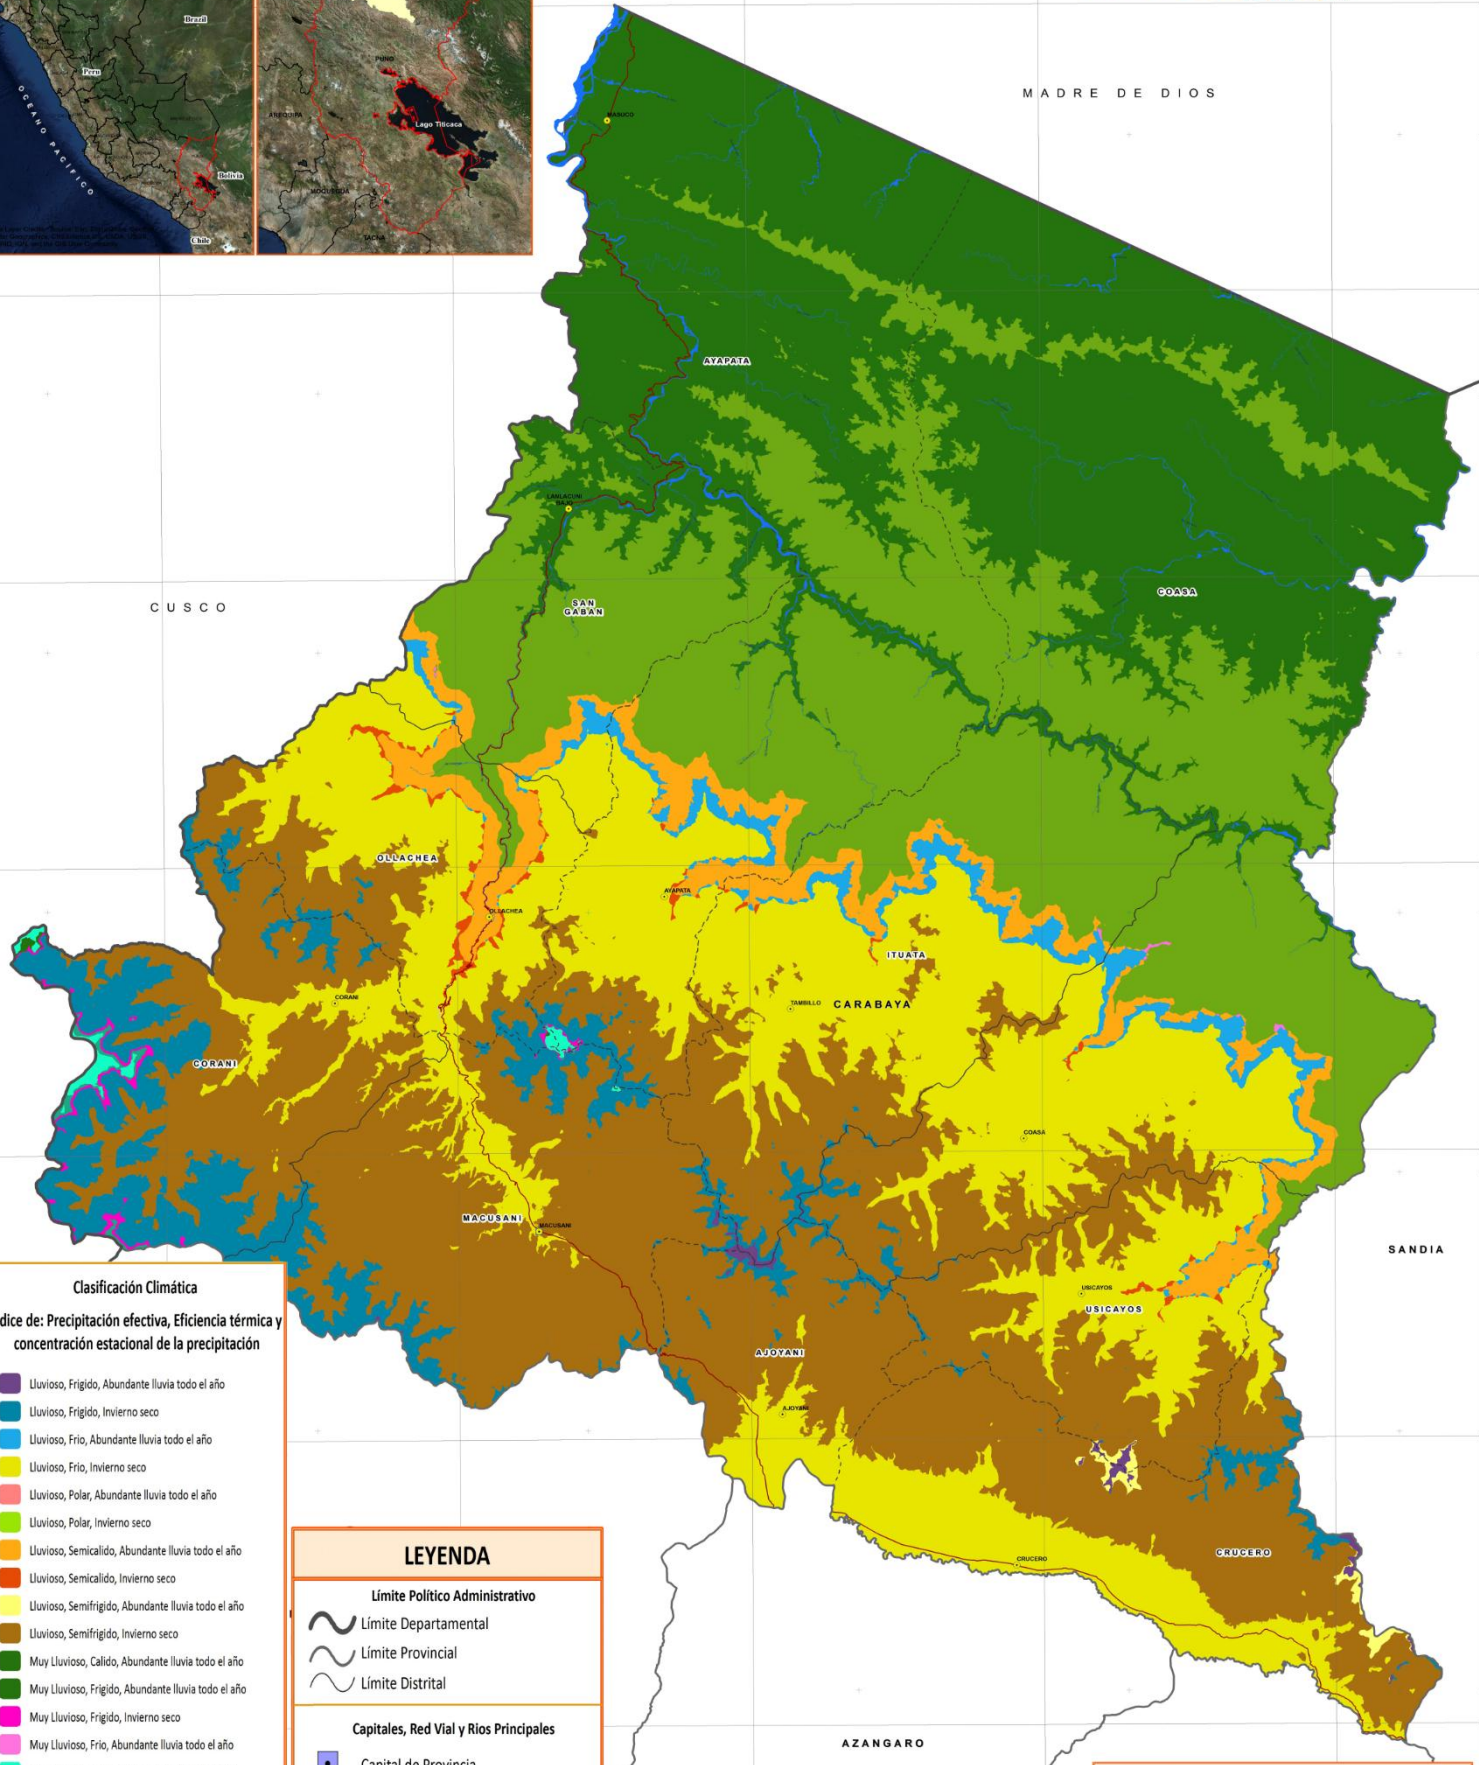 Brazil
Peru
OCEANO PACIFICO
Bolivia
Chile
PUNO
AREQUIPA
Lago Titicaca
MOQUEGUA
TACNA
MADRE DE DIOS
MASUCO
AYAPATA
LANLACUNI
BAJO
CUSCO
SAN
GABAN
COASA
OLLACHEA
AYAPATA
OLLACHEA
ITUATA
CORANI
TAMBILLO
CARABAYA
CORANI
COASA
MACUSANI
MACUSANI
SANDIA
USICAYOS
USICAYOS
AJOYANI
AJOYANI
CRUCERO
CRUCERO
AZANGARO
Clasificación Climática
dice de: Precipitación efectiva, Eficiencia térmica y
concentración estacional de la precipitación
Lluvioso, Frigido, Abundante lluvia todo el año
Lluvioso, Frigido, Invierno seco
Lluvioso, Frio, Abundante lluvia todo el año
Lluvioso, Frio, Invierno seco
Lluvioso, Polar, Abundante lluvia todo el año
Lluvioso, Polar, Invierno seco
Lluvioso, Semicalido, Abundante lluvia todo el año
Lluvioso, Semicalido, Invierno seco
Lluvioso, Semifrigido, Abundante lluvia todo el año
Lluvioso, Semifrigido, Invierno seco
Muy Lluvioso, Calido, Abundante lluvia todo el año
Muy Lluvioso, Frigido, Abundante lluvia todo el año
Muy Lluvioso, Frigido, Invierno seco
Muy Lluvioso, Frio, Abundante lluvia todo el año
LEYENDA
Límite Político Administrativo
Límite Departamental
Límite Provincial
Límite Distrital
Capitales, Red Vial y Rios Principales
Capital de Provincia